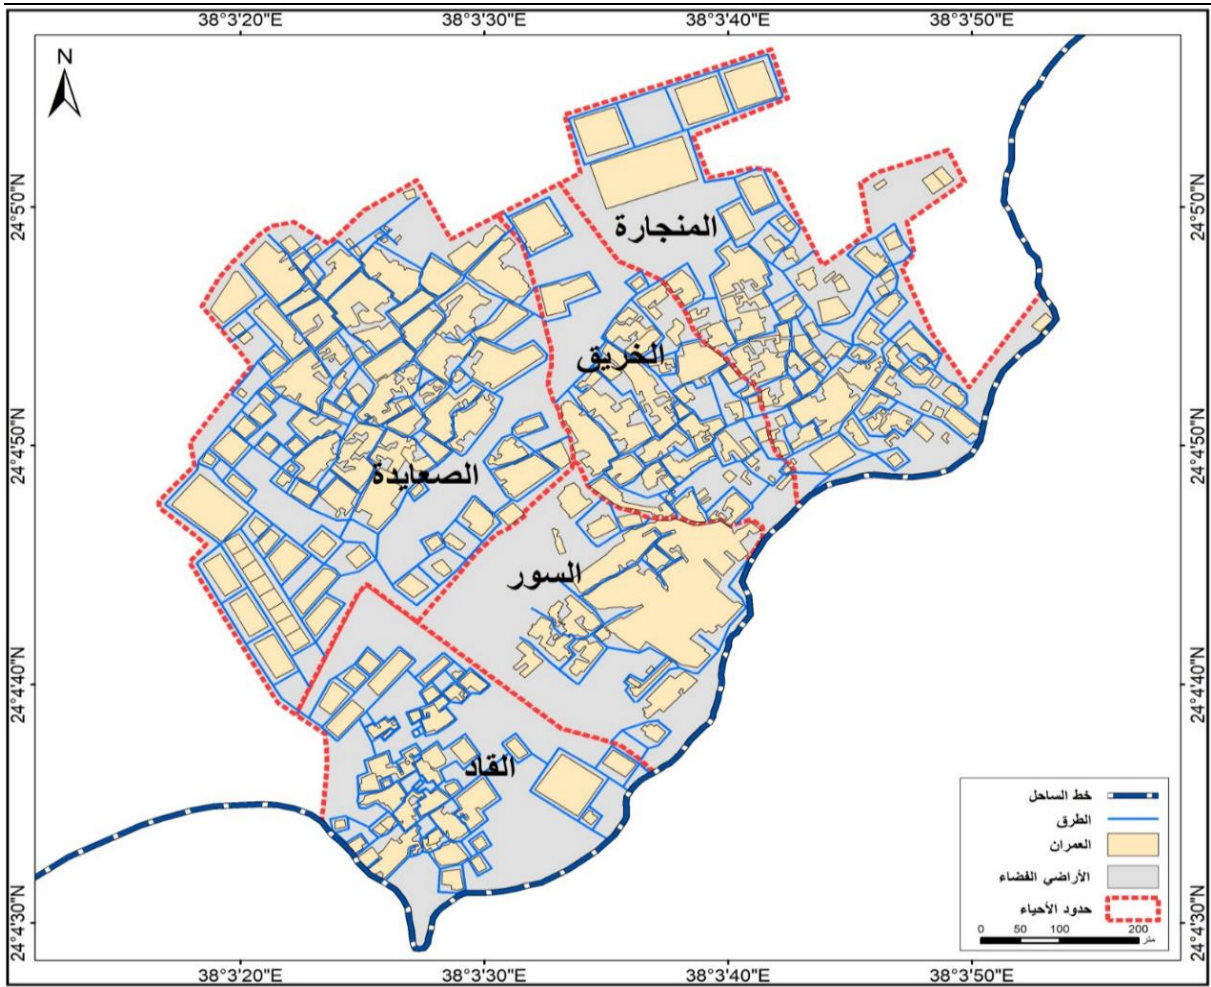 38°3'20"E 38°3'30"E 38°3'40"E 38°3'50"E
N
24°5'0"N 24°5'0"N
المنجارة
الخريق
24°4'50"N 24°4'50"N
الصعايدة
السور
24°4'40"N 24°4'40"N
القاد
خط الساحل
الطرق
العمران
الأراضي الفضاء
حدود الأحياء
0 50 100 200
متر
24°4'30"N 24°4'30"N
38°3'20"E 38°3'30"E 38°3'40"E 38°3'50"E